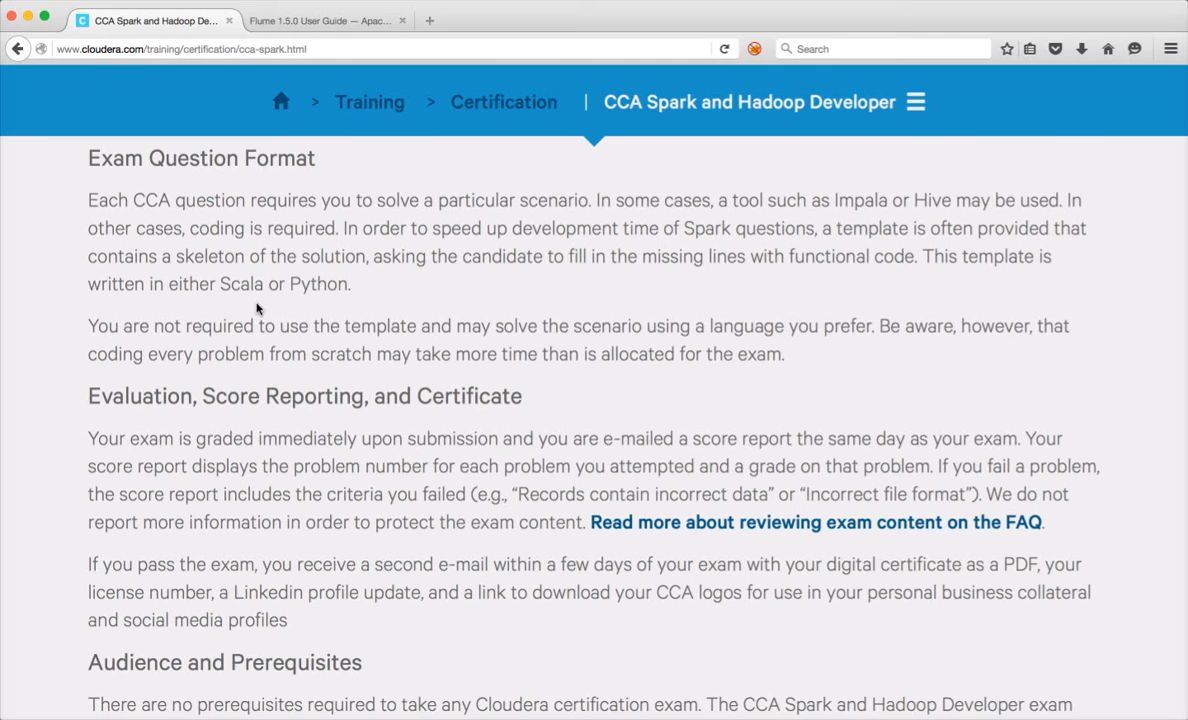 CCA Spark and Hadoop De...
Flume 1.5.0 User Guide — Apac...
www.cloudera.com/training/certification/cca-spark.html
Search
> Training > Certification | CCA Spark and Hadoop Developer
Exam Question Format
Each CCA question requires you to solve a particular scenario. In some cases, a tool such as Impala or Hive may be used. In
other cases, coding is required. In order to speed up development time of Spark questions, a template is often provided that
contains a skeleton of the solution, asking the candidate to fill in the missing lines with functional code. This template is
written in either Scala or Python.
You are not required to use the template and may solve the scenario using a language you prefer. Be aware, however, that
coding every problem from scratch may take more time than is allocated for the exam.
Evaluation, Score Reporting, and Certificate
Your exam is graded immediately upon submission and you are e-mailed a score report the same day as your exam. Your
score report displays the problem number for each problem you attempted and a grade on that problem. If you fail a problem,
the score report includes the criteria you failed (e.g., “Records contain incorrect data” or “Incorrect file format”). We do not
report more information in order to protect the exam content. Read more about reviewing exam content on the FAQ.
If you pass the exam, you receive a second e-mail within a few days of your exam with your digital certificate as a PDF, your
license number, a Linkedin profile update, and a link to download your CCA logos for use in your personal business collateral
and social media profiles
Audience and Prerequisites
There are no prerequisites required to take any Cloudera certification exam. The CCA Spark and Hadoop Developer exam